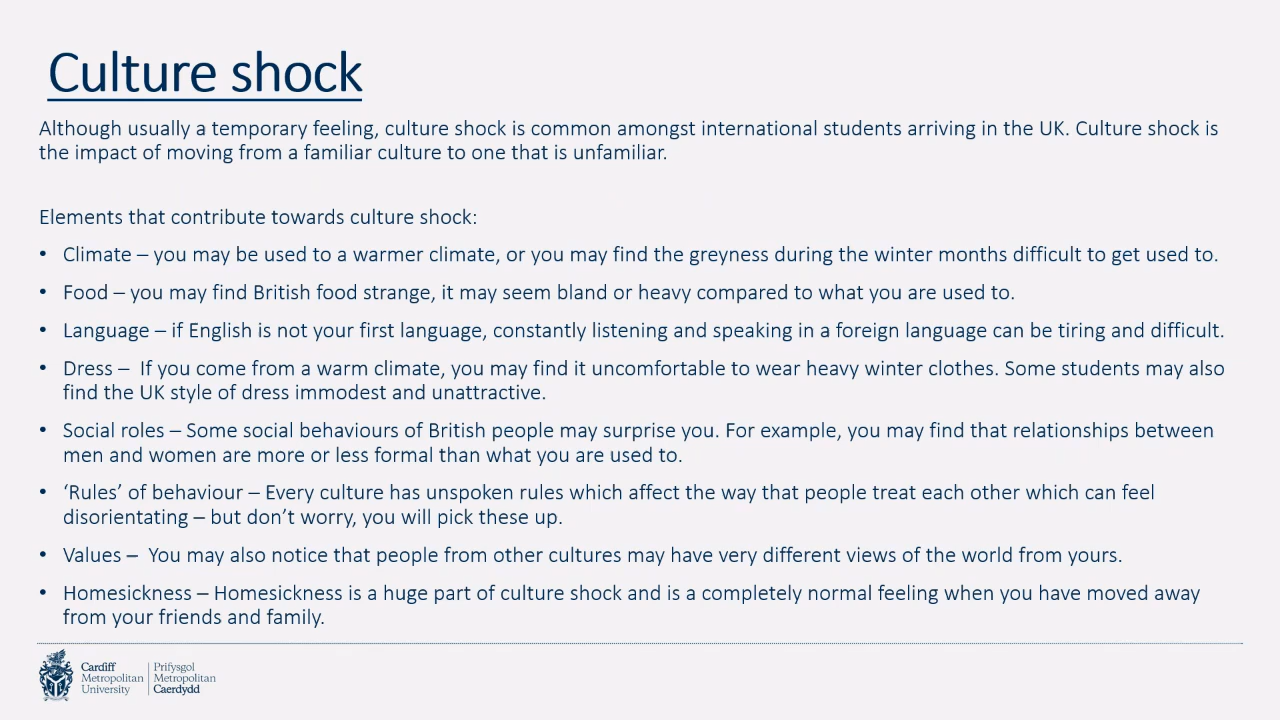 Culture shock
Although usually a temporary feeling, culture shock is common amongst international students arriving in the UK. Culture shock is
the impact of moving from a familiar culture to one that is unfamiliar.
Elements that contribute towards culture shock:
• Climate – you may be used to a warmer climate, or you may find the greyness during the winter months difficult to get used to.
• Food – you may find British food strange, it may seem bland or heavy compared to what you are used to.
• Language – if English is not your first language, constantly listening and speaking in a foreign language can be tiring and difficult.
• Dress –  If you come from a warm climate, you may find it uncomfortable to wear heavy winter clothes. Some students may also
find the UK style of dress immodest and unattractive.
• Social roles – Some social behaviours of British people may surprise you. For example, you may find that relationships between
men and women are more or less formal than what you are used to.
• ‘Rules’ of behaviour – Every culture has unspoken rules which affect the way that people treat each other which can feel
disorientating – but don’t worry, you will pick these up.
• Values –  You may also notice that people from other cultures may have very different views of the world from yours.
• Homesickness – Homesickness is a huge part of culture shock and is a completely normal feeling when you have moved away
from your friends and family.
Cardiff
Metropolitan
University
Prifysgol
Metropolitan
Caerdydd